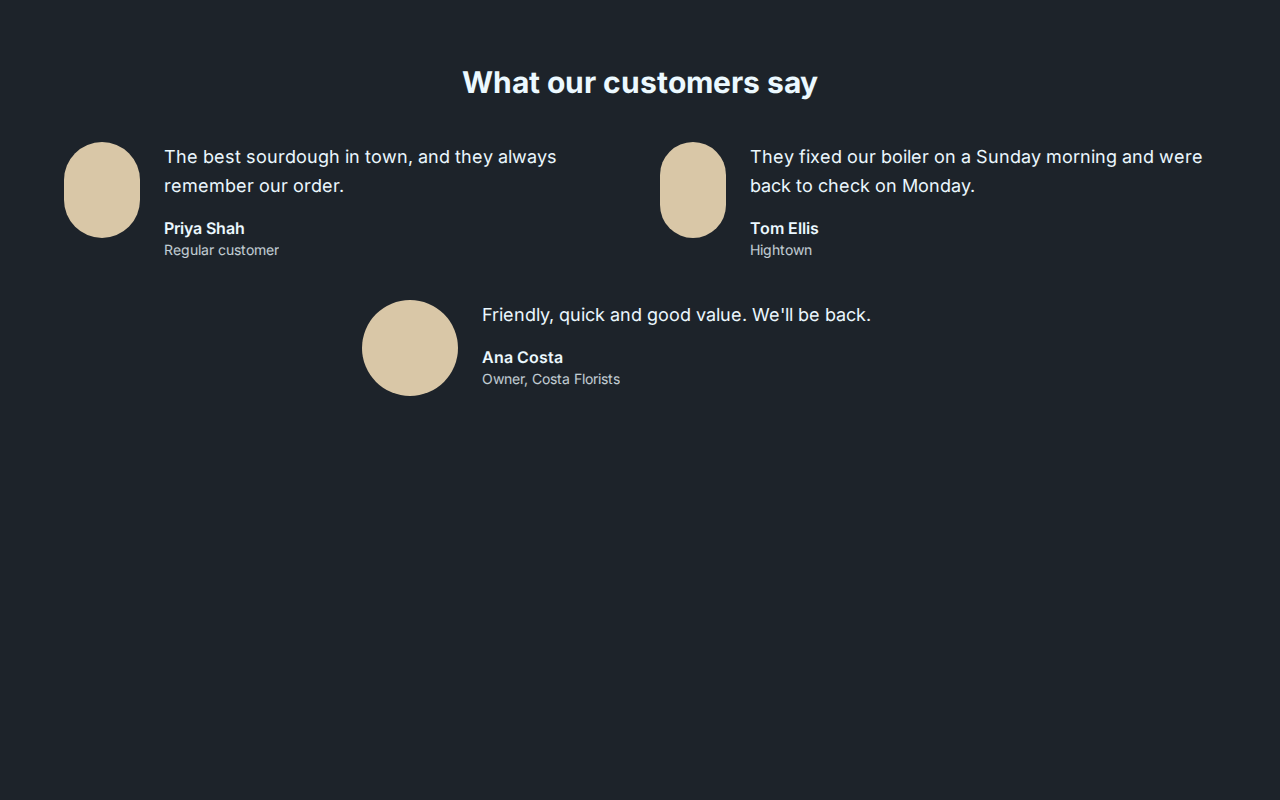 What our customers say
The best sourdough in town, and they always
remember our order.
Priya Shah
Regular customer
They fixed our boiler on a Sunday morning and were
back to check on Monday.
Tom Ellis
Hightown
Friendly, quick and good value. We'll be back.
Ana Costa
Owner, Costa Florists